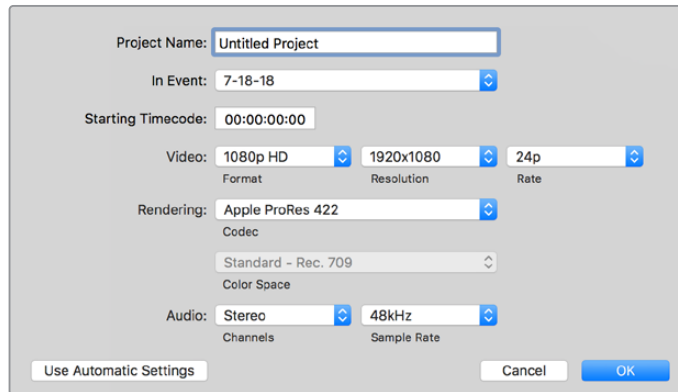 Project Name: Untitled Project
In Event: 7-18-18
Starting Timecode: 00:00:00:00
Video: 1080p HD 1920x1080 24p
Format Resolution Rate
Rendering: Apple ProRes 422
Codec
Standard - Rec. 709
Color Space
Audio: Stereo 48kHz
Channels Sample Rate
Use Automatic Settings Cancel OK